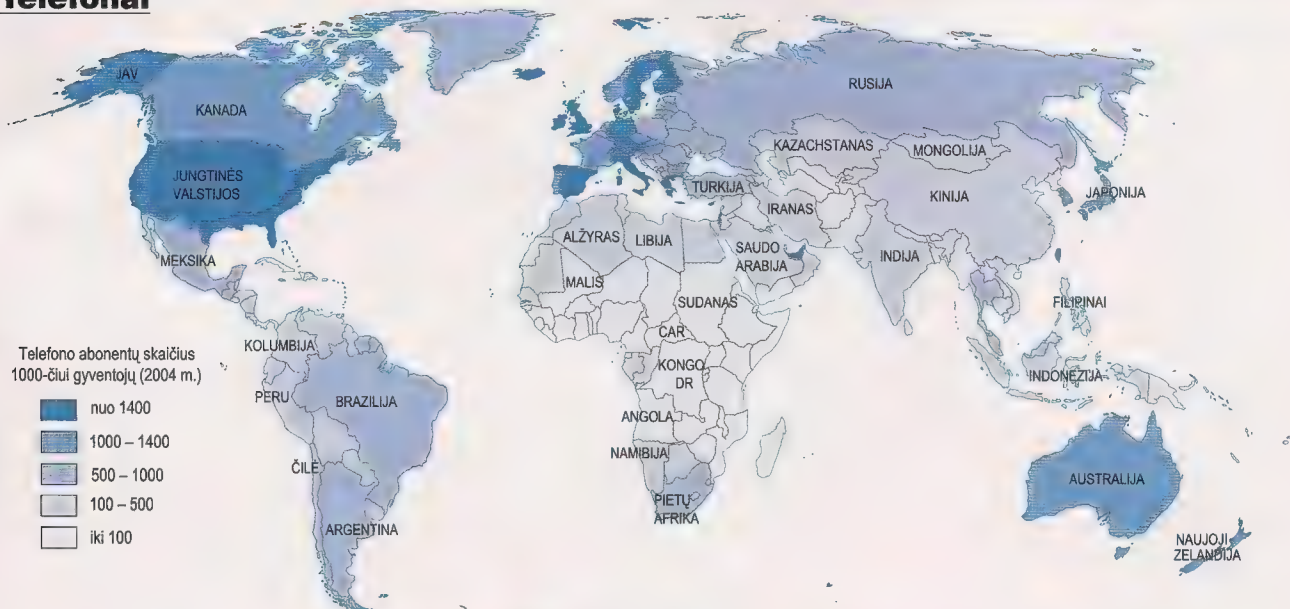 Telefonai
JAV
KANADA
JUNGTINĖS
VALSTIJOS
MEKSIKA
KOLUMBIJA
PERU
BRAZILIJA
ČILĖ
ARGENTINA
RUSIJA
KAZACHSTANAS
MONGOLIJA
KINIJA
JAPONIJA
TURKIJA
IRANAS
ALŽYRAS
LIBIJA
SAUDO
ARABIJA
INDIJA
MALIS
SUDANAS
FILIPINAI
CAR
KONGO
DR
INDONEZIJA
ANGOLA
NAMIBIJA
PIETŲ
AFRIKA
AUSTRALIJA
NAUJOJI
ZELANDIJA
Telefono abonentų skaičius
1000-čiui gyventojų (2004 m.)
nuo 1400
1000 – 1400
500 – 1000
100 – 500
iki 100